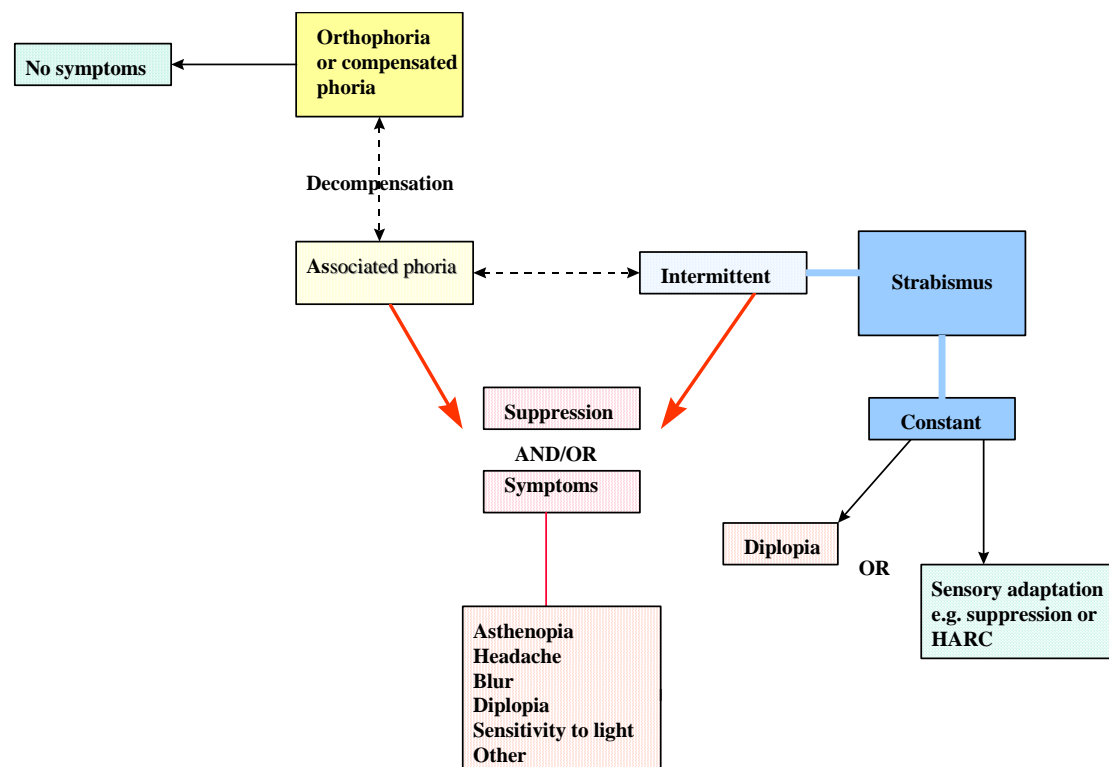 Orthophoria
or compensated
phoria
No symptoms
Decompensation
Associated phoria
Intermittent
Strabismus
Suppression
AND/OR
Symptoms
Constant
Diplopia
OR
Sensory adaptation
e.g. suppression or
HARC
Asthenopia
Headache
Blur
Diplopia
Sensitivity to light
Other